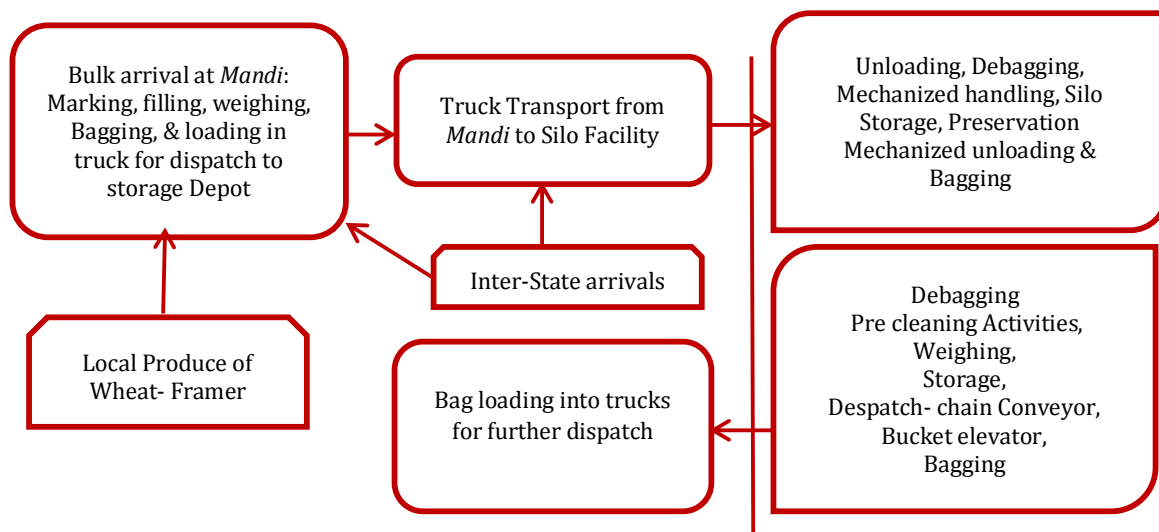 Bulk arrival at Mandi:
Marking, filling, weighing,
Bagging, & loading in
truck for dispatch to
storage Depot
Truck Transport from
Mandi to Silo Facility
Unloading, Debagging,
Mechanized handling, Silo
Storage, Preservation
Mechanized unloading &
Bagging
Inter-State arrivals
Local Produce of
Wheat- Framer
Bag loading into trucks
for further dispatch
Debagging
Pre cleaning Activities,
Weighing,
Storage,
Despatch- chain Conveyor,
Bucket elevator,
Bagging